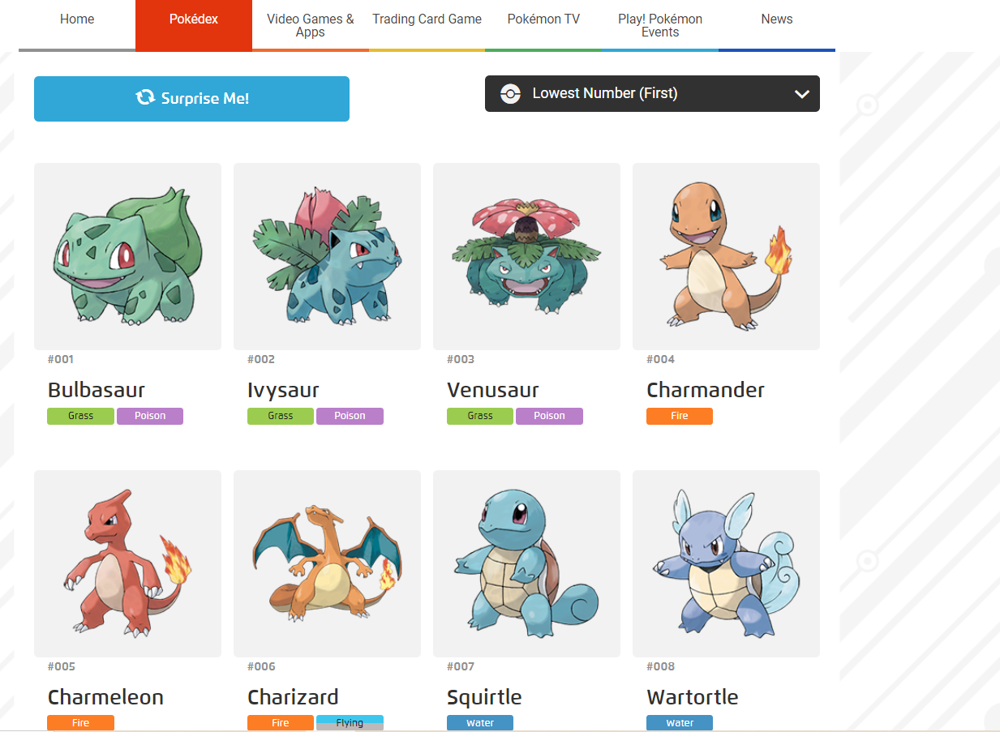 Home
Pokédex
Video Games &
Apps
Trading Card Game
Pokémon TV
Play! Pokémon
Events
News
Surprise Me!
Lowest Number (First)
#001
Bulbasaur
Grass
Poison
#002
Ivysaur
Grass
Poison
#003
Venusaur
Grass
Poison
#004
Charmander
Fire
#005
Charmeleon
Fire
#006
Charizard
Fire
Flying
#007
Squirtle
Water
#008
Wartortle
Water